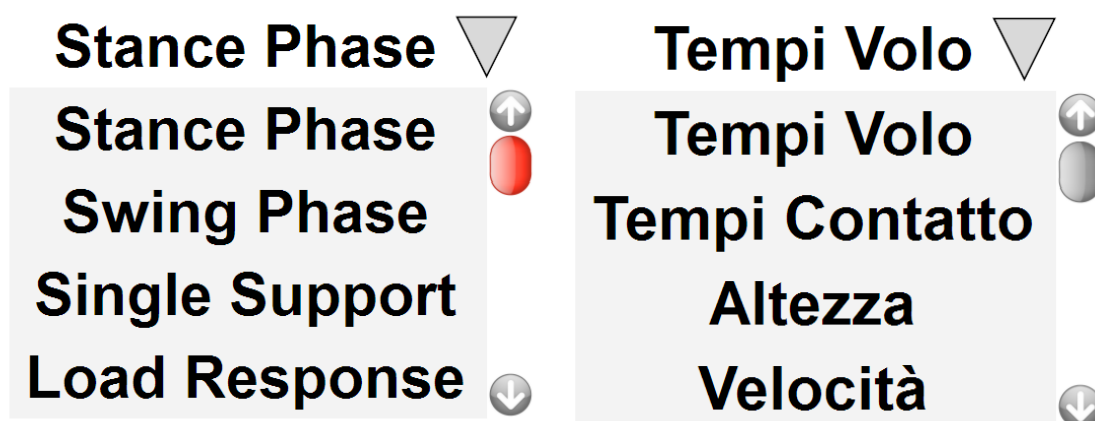 Stance Phase
Stance Phase
Swing Phase
Single Support
Load Response
Tempi Volo
Tempi Volo
Tempi Contatto
Altezza
Velocità